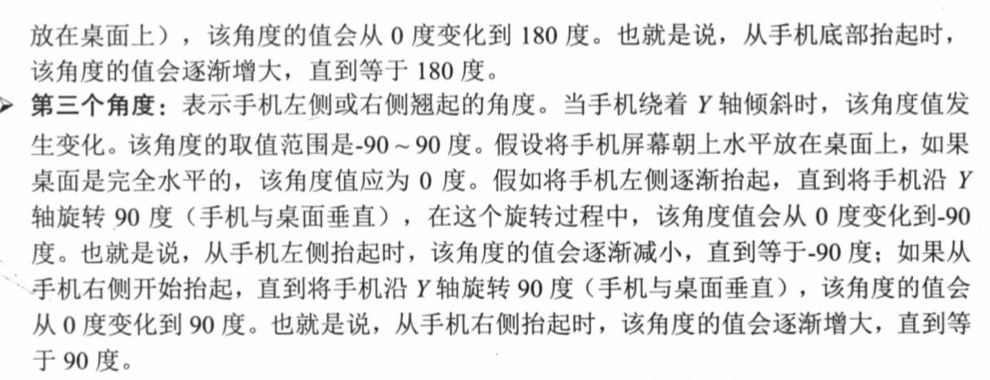 放在桌面上），该角度的值会从 0 度变化到 180 度。也就是说，从手机底部抬起时，
该角度的值会逐渐增大，直到等于 180 度。
➢ 第三个角度：表示手机左侧或右侧翘起的角度。当手机绕着 Y 轴倾斜时，该角度值发
生变化。该角度的取值范围是-90 ~ 90 度。假设将手机屏幕朝上水平放在桌面上，如果
桌面是完全水平的，该角度值应为 0 度。假如将手机左侧逐渐抬起，直到将手机沿 Y
轴旋转 90 度（手机与桌面垂直），在这个旋转过程中，该角度值会从 0 度变化到-90
度。也就是说，从手机左侧抬起时，该角度的值会逐渐减小，直到等于-90 度；如果从
手机右侧开始抬起，直到将手机沿 Y 轴旋转 90 度（手机与桌面垂直），该角度的值会
从 0 度变化到 90 度。也就是说，从手机右侧抬起时，该角度的值会逐渐增大，直到等
于 90 度。